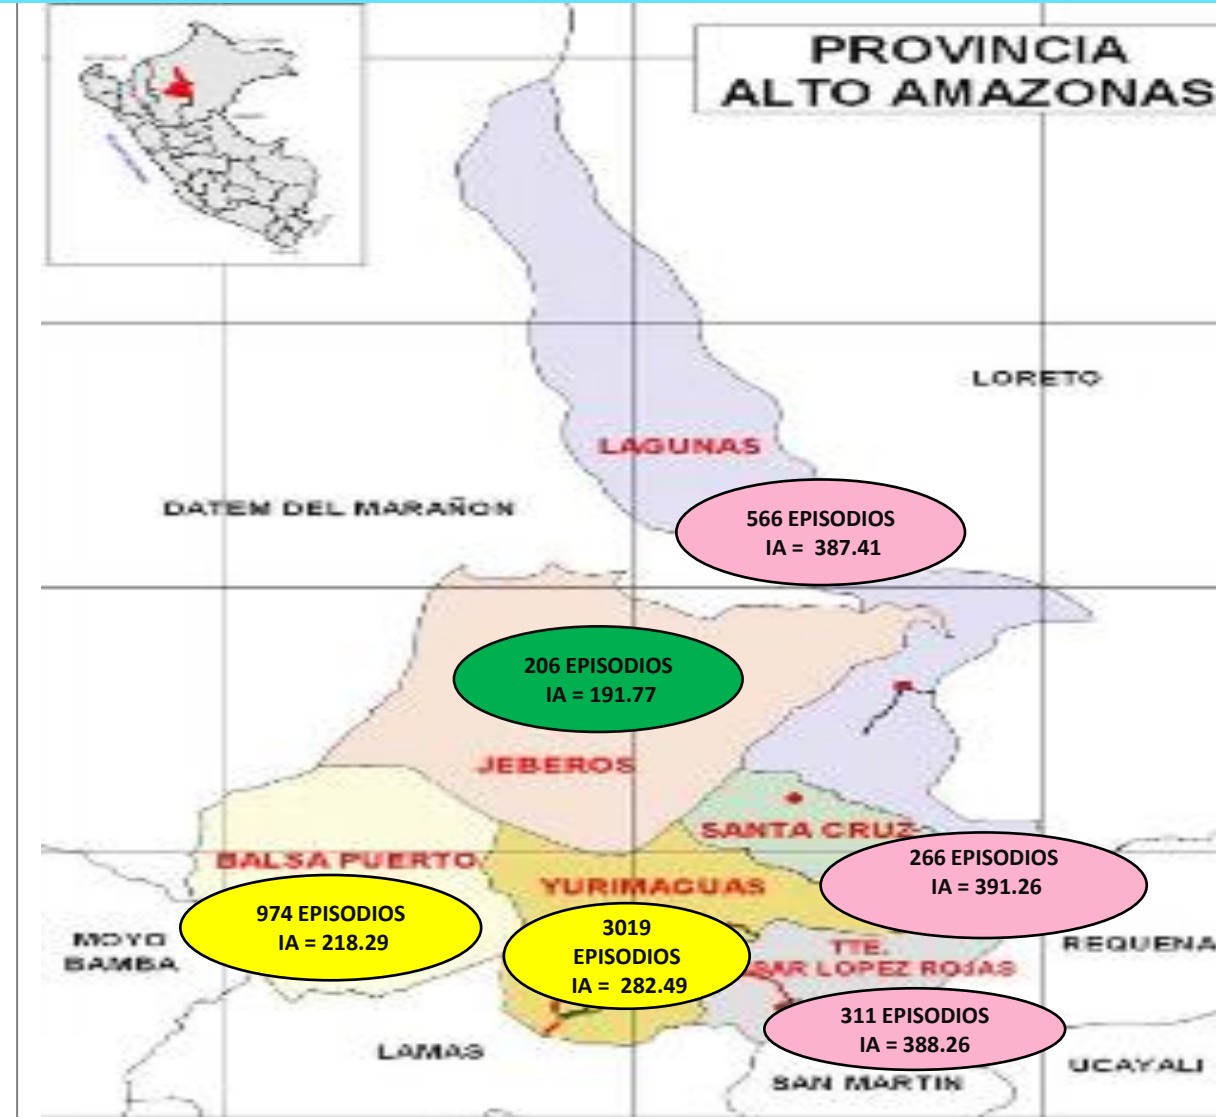 PROVINCIA
ALTO AMAZONAS
LORETO
LAGUNAS
DATEM DEL MARAÑON
566 EPISODIOS
IA = 387.41
206 EPISODIOS
IA = 191.77
JEBEROS
SANTA CRUZ
BALSA PUERTO
YURIMAGUAS
266 EPISODIOS
IA = 391.26
974 EPISODIOS
IA = 218.29
3019
EPISODIOS
IA = 282.49
MOYO
BAMBA
TTE.
SAR LOPEZ ROJAS
REQUENA
311 EPISODIOS
IA = 388.26
LAMAS
SAN MARTIN
UCAYALI